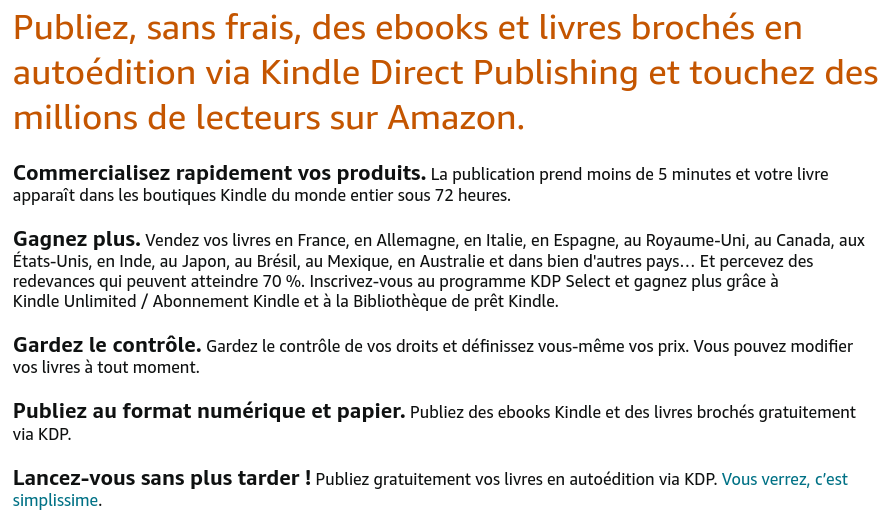 Publiez, sans frais, des ebooks et livres brochés en
autoédition via Kindle Direct Publishing et touchez des
millions de lecteurs sur Amazon.
Commercialisez rapidement vos produits. La publication prend moins de 5 minutes et votre livre
apparaît dans les boutiques Kindle du monde entier sous 72 heures.
Gagnez plus. Vendez vos livres en France, en Allemagne, en Italie, en Espagne, au Royaume-Uni, au Canada, aux
États-Unis, en Inde, au Japon, au Brésil, au Mexique, en Australie et dans bien d'autres pays… Et percevez des
redevances qui peuvent atteindre 70 %. Inscrivez-vous au programme KDP Select et gagnez plus grâce à
Kindle Unlimited / Abonnement Kindle et à la Bibliothèque de prêt Kindle.
Gardez le contrôle. Gardez le contrôle de vos droits et définissez vous-même vos prix. Vous pouvez modifier
vos livres à tout moment.
Publiez au format numérique et papier. Publiez des ebooks Kindle et des livres brochés gratuitement
via KDP.
Lancez-vous sans plus tarder ! Publiez gratuitement vos livres en autoédition via KDP. Vous verrez, c’est
simplissime.